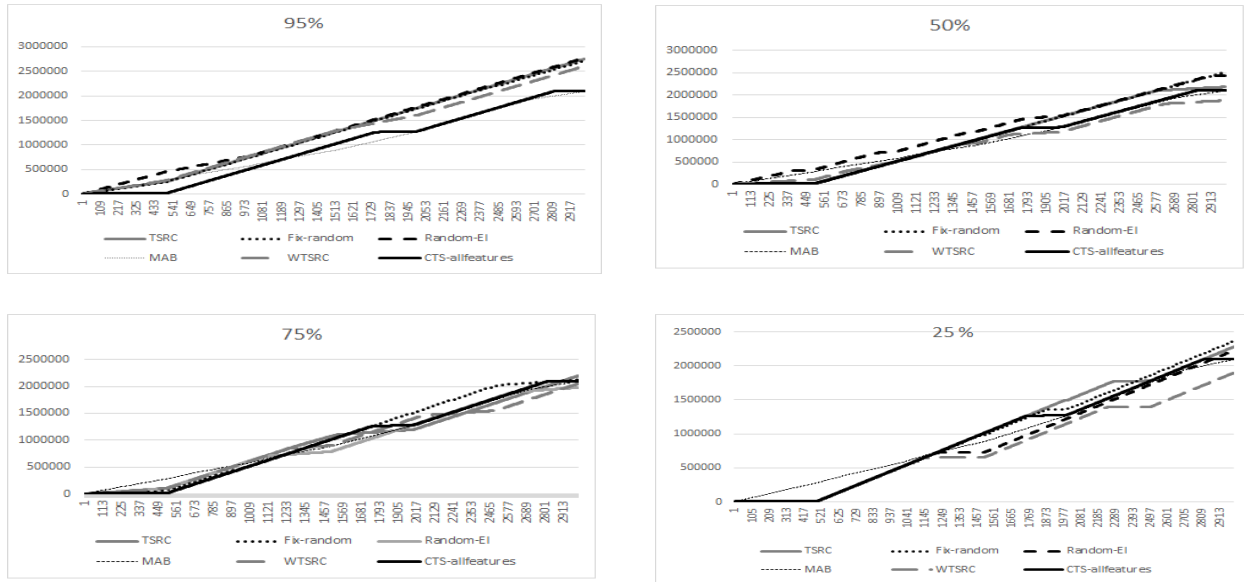 95%
3000000
2500000
2000000
1500000
1000000
500000
0
1 109 217 325 433 541 649 757 865 973 1081 1189 1297 1405 1513 1621 1729 1837 1945 2053 2161 2269 2377 2485 2593 2701 2809 2917
TSRC Fix-random Random-EI
MAB WTSRC CTS-allfeatures
50%
3000000
2500000
2000000
1500000
1000000
500000
0
1 113 225 337 449 561 673 785 897 1009 1121 1233 1345 1457 1569 1681 1793 1905 2017 2129 2241 2353 2465 2577 2689 2801 2913
TSRC Fix-random Random-EI
MAB WTSRC CTS-allfeatures
75%
2500000
2000000
1500000
1000000
500000
0
1 113 225 337 449 561 673 785 897 1009 1121 1233 1345 1457 1569 1681 1793 1905 2017 2129 2241 2353 2465 2577 2689 2801 2913
TSRC Fix-random Random-EI
MAB WTSRC CTS-allfeatures
25 %
2500000
2000000
1500000
1000000
500000
0
1 105 209 313 417 521 625 729 833 937 1041 1145 1249 1353 1457 1561 1665 1769 1873 1977 2081 2185 2289 2393 2497 2601 2705 2809 2913
TSRC Fix-random Random-EI
MAB WTSRC CTS-allfeatures